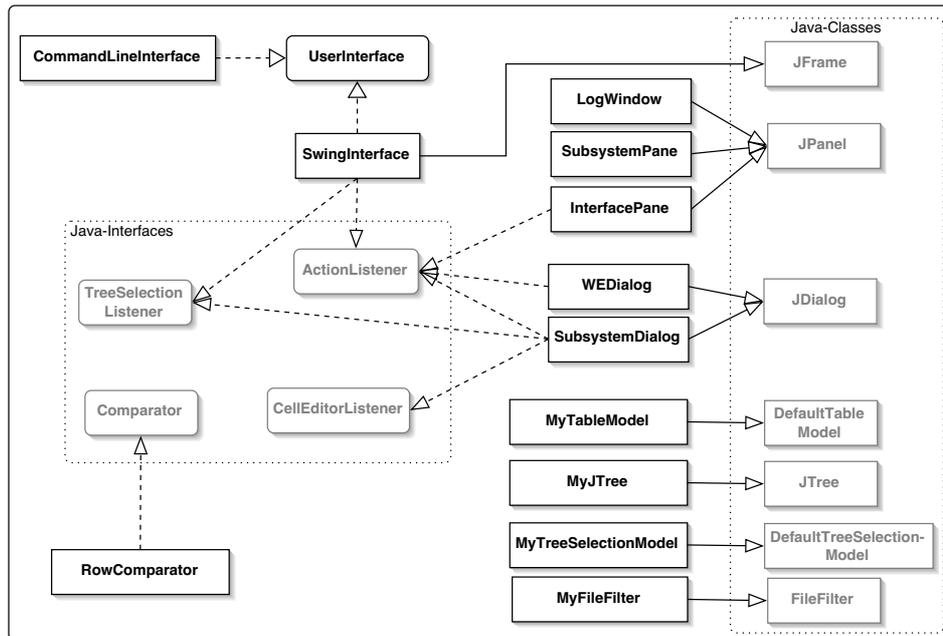 Java-Classes
CommandLineInterface
UserInterface
JFrame
LogWindow
SwingInterface
SubsystemPane
JPanel
InterfacePane
Java-Interfaces
ActionListener
TreeSelection
Listener
WEDialog
JDialog
SubsystemDialog
Comparator
CellEditorListener
MyTableModel
DefaultTable
Model
MyJTree
JTree
MyTreeSelectionModel
DefaultTreeSelection-
Model
RowComparator
MyFileFilter
FileFilter